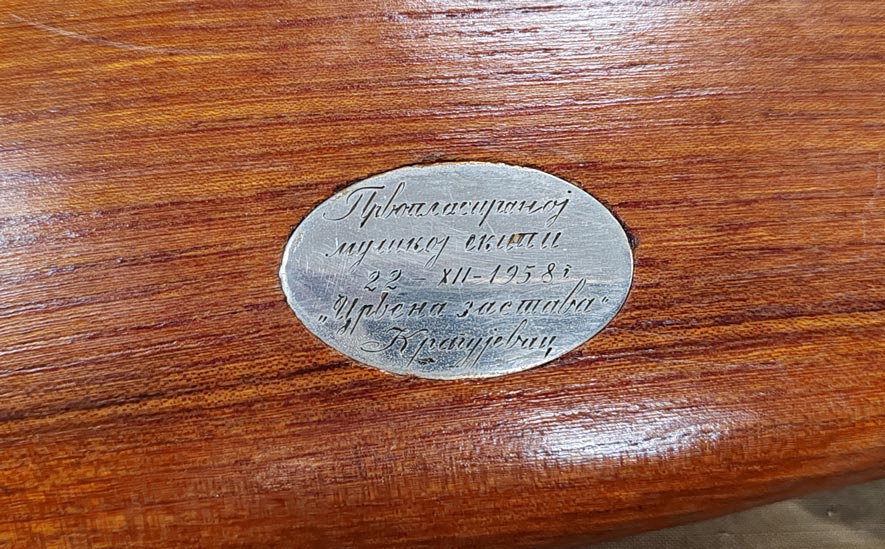 Првопласираној
мушкој екипи
22 - XII - 1958 г
„Црвена застава"
Крагујевац